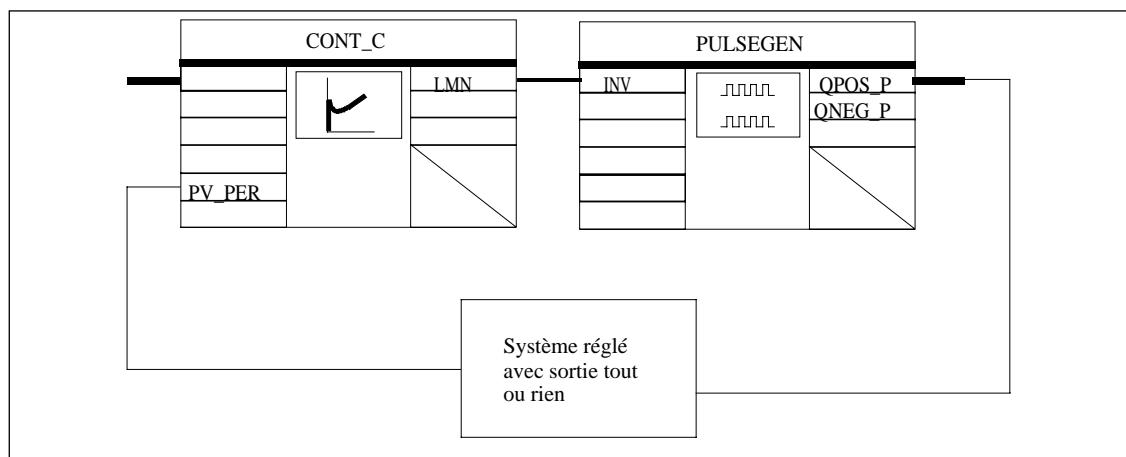 CONT_C
PULSEGEN
LMN
INV
QPOS_P
QNEG_P
PV_PER
Système réglé
avec sortie tout
ou rien